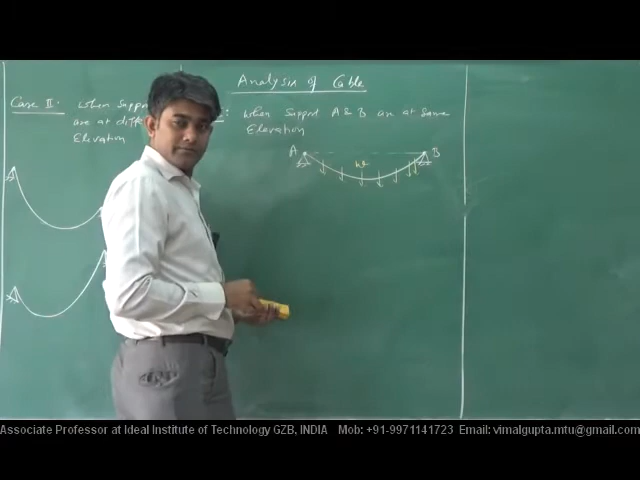 Analysis of Cable
Case II: When Suppo
are at diff
Elevation
: When Support A & B are at Same
Elevation
A
B
Associate Professor at Ideal Institute of Technology GZB, INDIA Mob: +91-9971141723 Email: vimalgupta.mtu@gmail.com